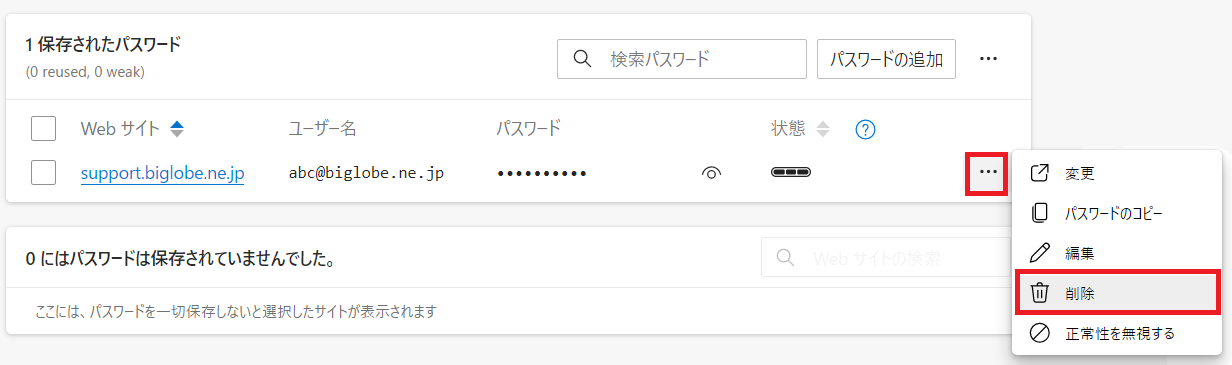 1 保存されたパスワード
(0 reused, 0 weak)
検索パスワード
パスワードの追加
Web サイト
ユーザー名
パスワード
状態
support.biglobe.ne.jp
abc@biglobe.ne.jp
••••••••••
変更
パスワードのコピー
編集
削除
正常性を無視する
0 にはパスワードは保存されていませんでした。
Web サイトの検索
ここには、パスワードを一切保存しないと選択したサイトが表示されます